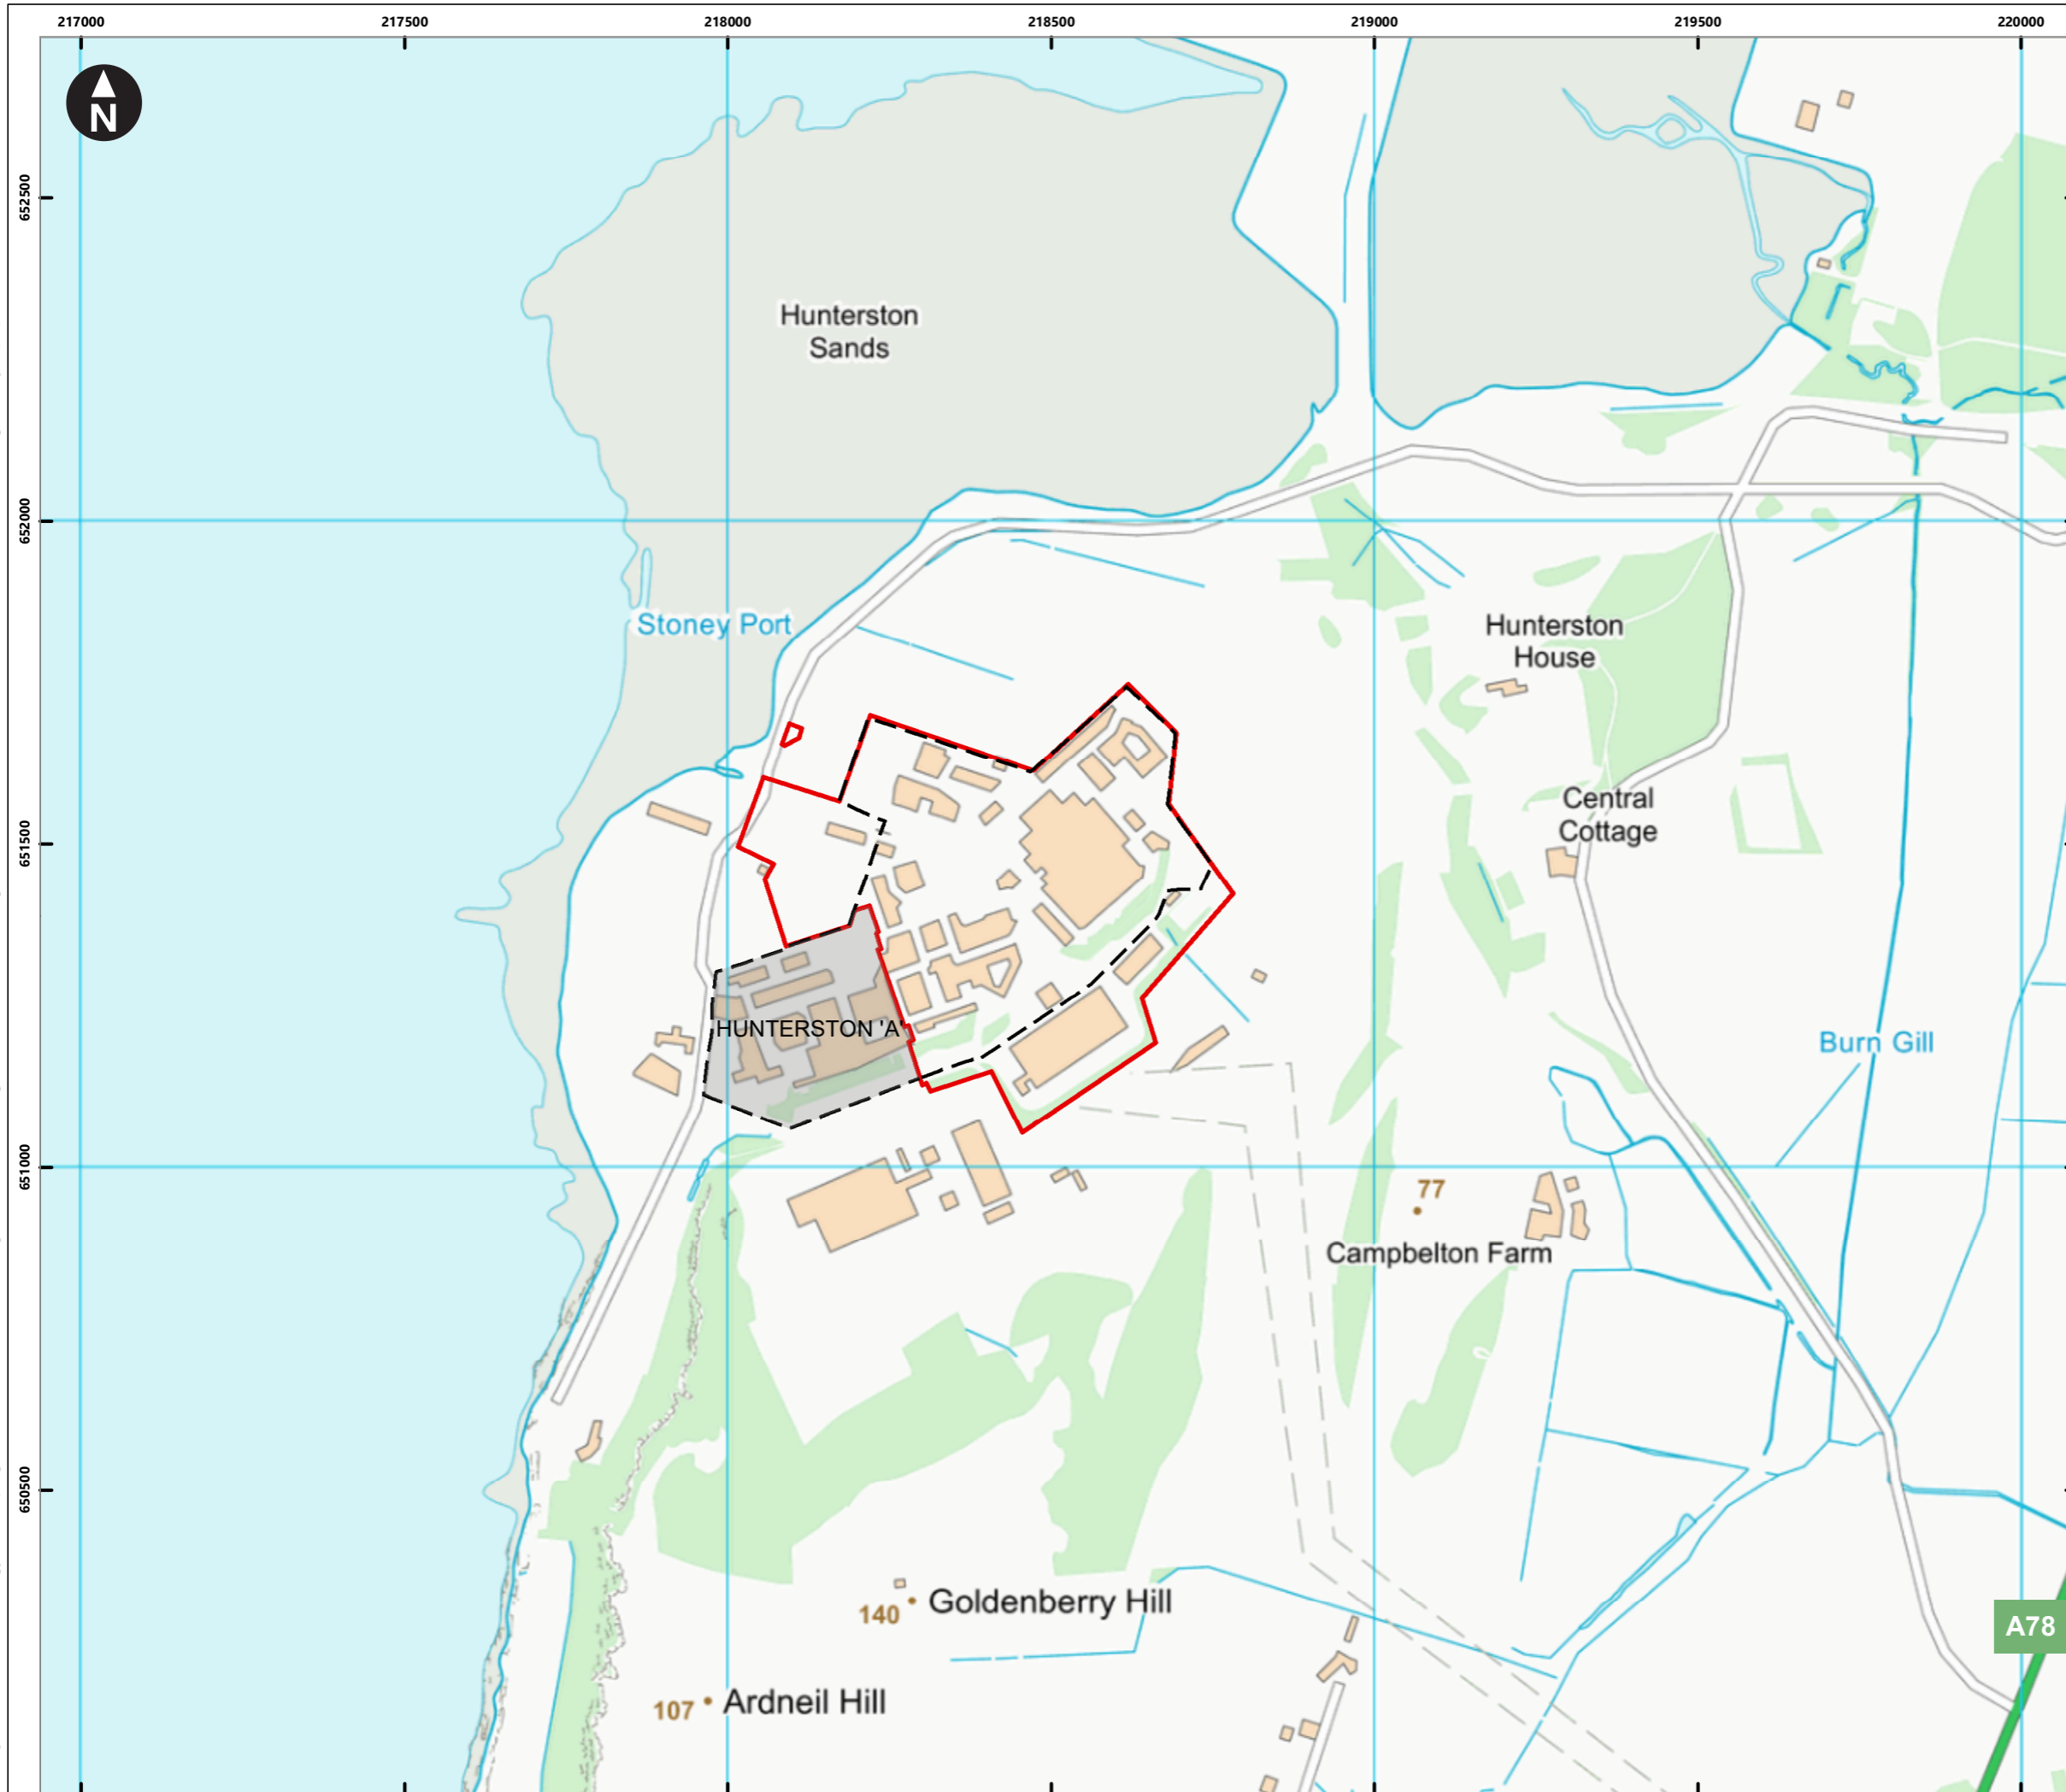 217000 217500 218000 218500 219000 219500 220000
N
652500
Hunterston
Sands
652000
Stoney Port
Hunterston
House
Central
Cottage
651500
HUNTERSTON 'A'
Burn Gill
651000
77
Campbelton Farm
650500
140 Goldenberry Hill
A78
107 Ardneil Hill